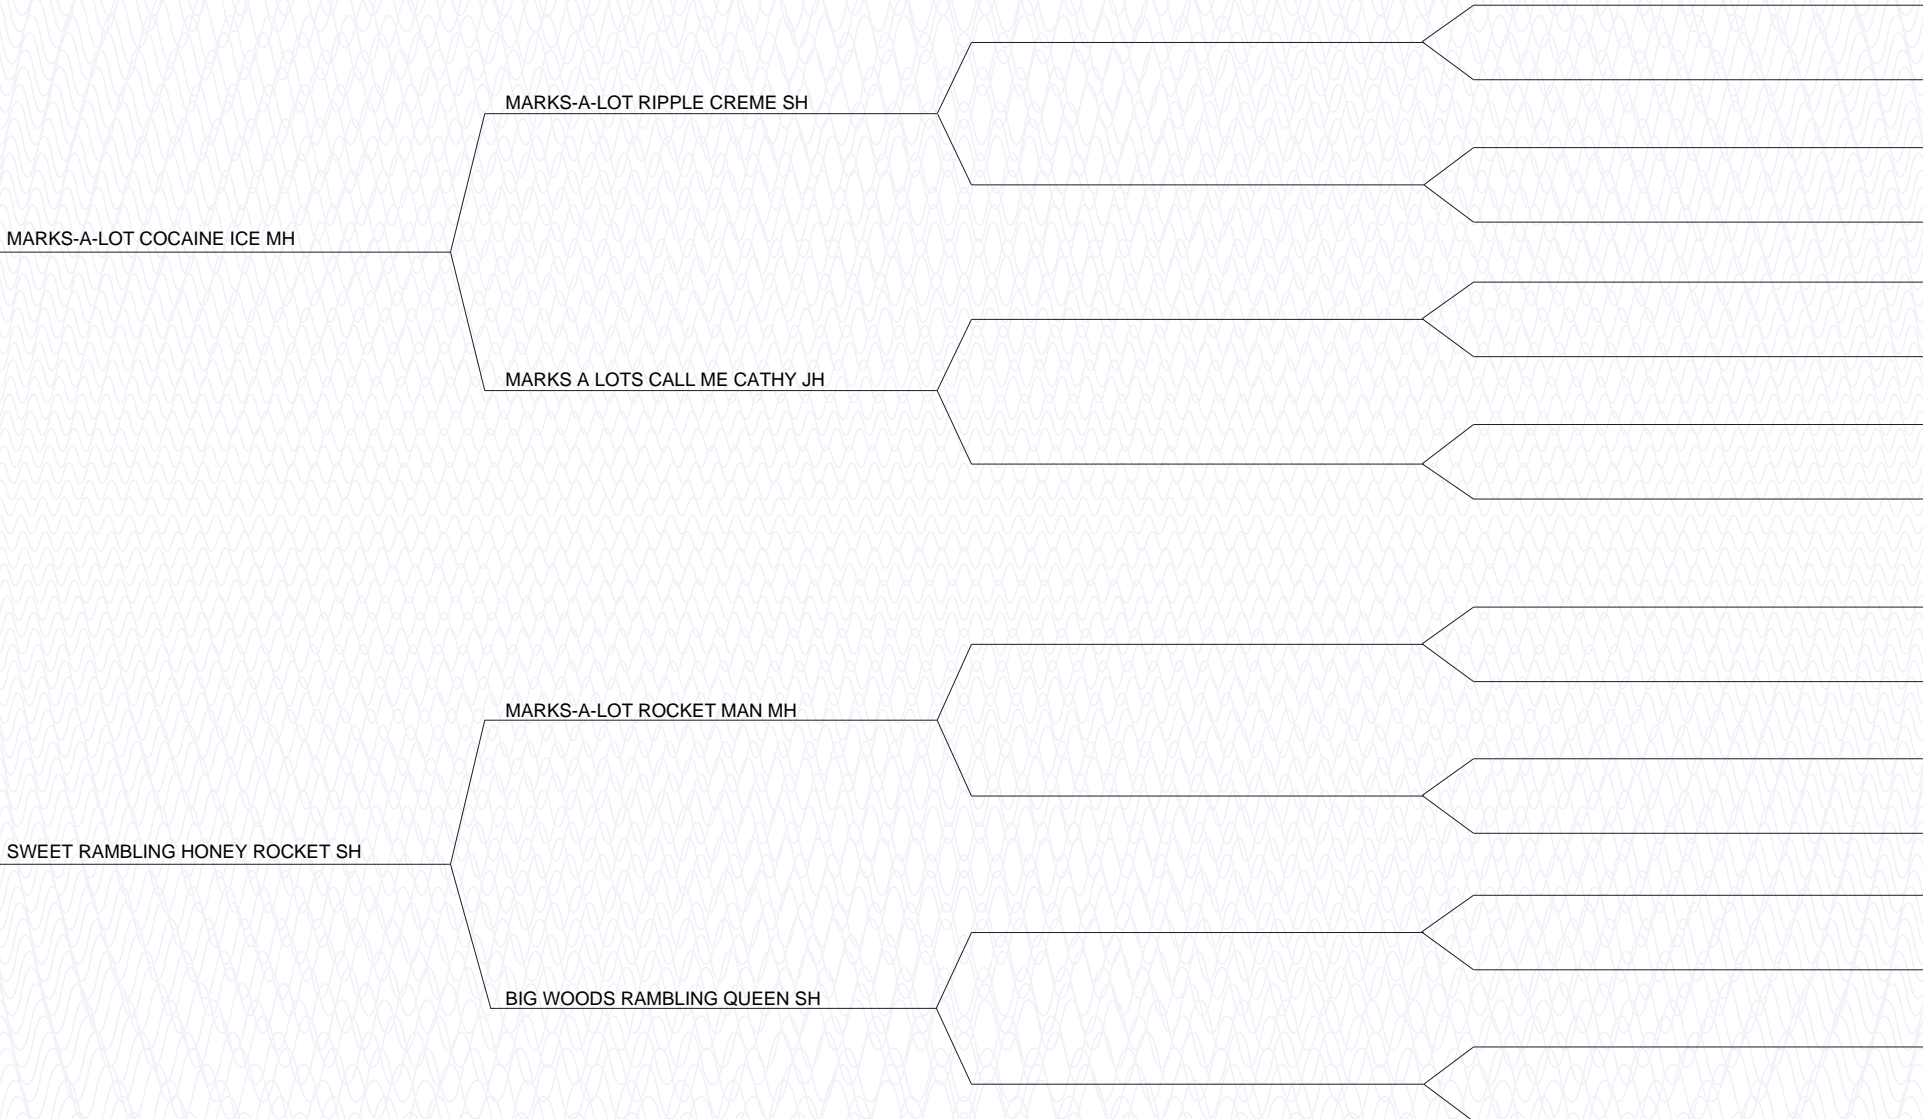 MARKS-A-LOT RIPPLE CREME SH
MARKS-A-LOT COCAINE ICE MH
MARKS A LOTS CALL ME CATHY JH
MARKS-A-LOT ROCKET MAN MH
SWEET RAMBLING HONEY ROCKET SH
BIG WOODS RAMBLING QUEEN SH